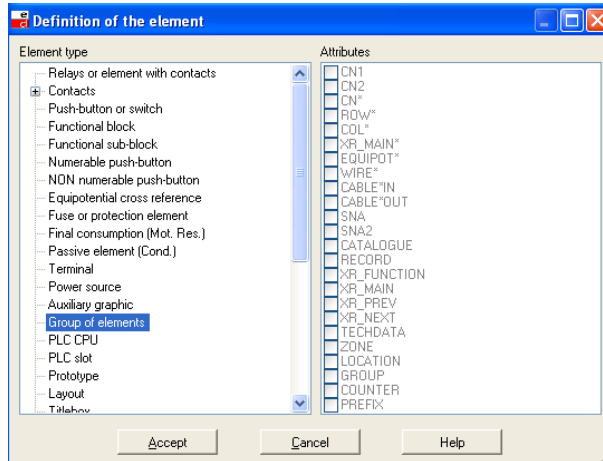 Definition of the element
Element type
Relays or element with contacts
Contacts
Push-button or switch
Functional block
Functional sub-block
Numerable push-button
NON numerable push-button
Equipotential cross reference
Fuse or protection element
Final consumption (Mot. Res.)
Passive element (Cond.)
Terminal
Power source
Auxiliary graphic
Group of elements
PLC CPU
PLC slot
Prototype
Layout
Titlebox
Attributes
CN1
CN2
CN*
ROW*
COL*
XR_MAIN*
EQUIPOT*
WIRE*
CABLE*IN
CABLE*OUT
SNA
SNA2
CATALOGUE
RECORD
XR_FUNCTION
XR_MAIN
XR_PREV
XR_NEXT
TECHDATA
ZONE
LOCATION
GROUP
COUNTER
PREFIX
Accept
Cancel
Help